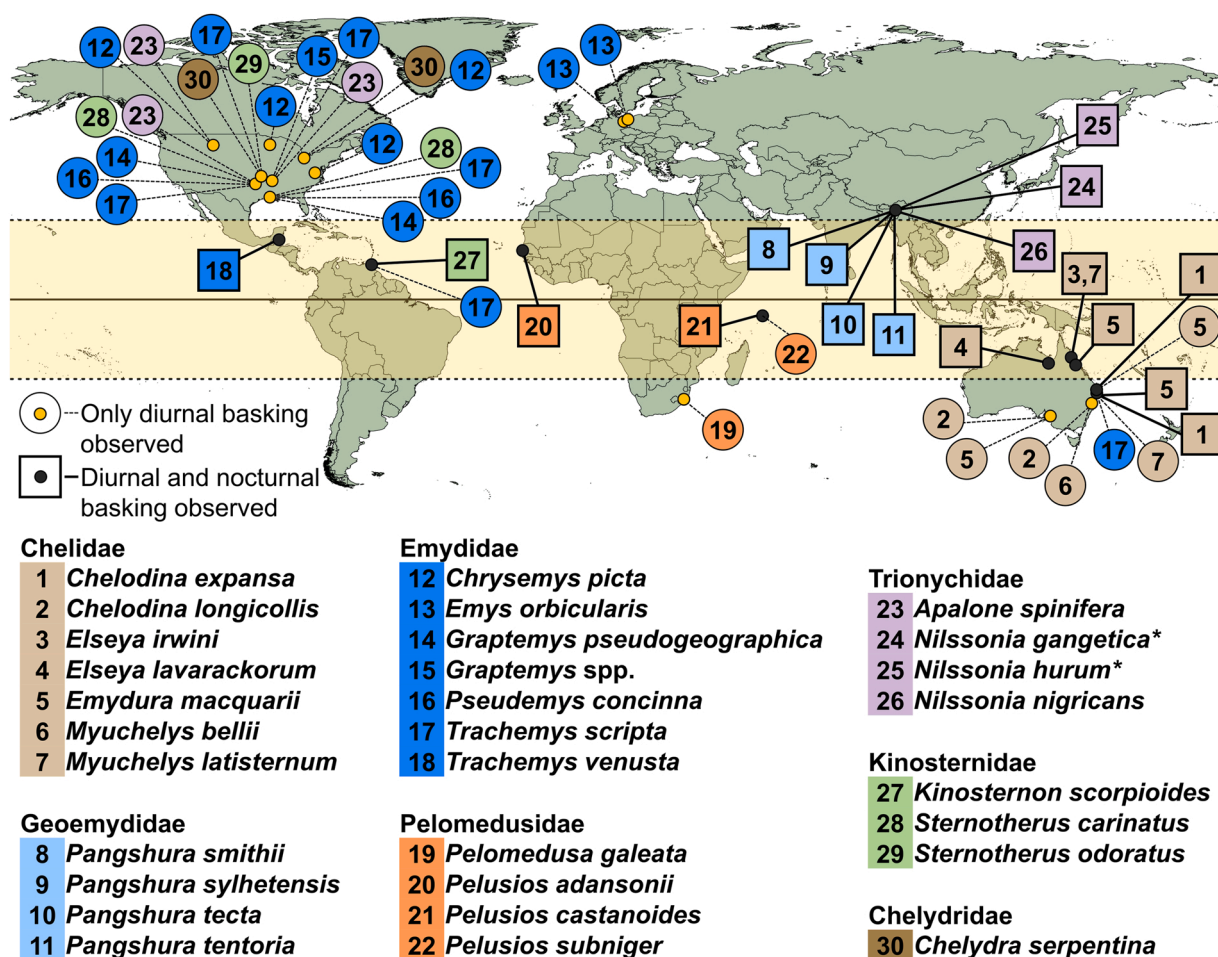 12
23
17
29
15
17
13
13
30
23
30
12
12
28
23
14
16
17
12
28
17
16
14
25
24
8
9
26
3,7
1
18
27
17
20
21
22
10
11
4
5
5
Only diurnal basking
observed
Diurnal and nocturnal
basking observed
19
2
5
2
6
17
7
5
1
Chelidae
1 Chelodina expansa
2 Chelodina longicollis
3 Elseya irwini
4 Elseya lavarackorum
5 Emydura macquarii
6 Myuchelys bellii
7 Myuchelys latisternum
Geoemydidae
8 Pangshura smithii
9 Pangshura sylhetensis
10 Pangshura tecta
11 Pangshura tentoria
Emydidae
12 Chrysemys picta
13 Emys orbicularis
14 Graptemys pseudogeographica
15 Graptemys spp.
16 Pseudemys concinna
17 Trachemys scripta
18 Trachemys venusta
Pelomedusidae
19 Pelomedusa galeata
20 Pelusios adansonii
21 Pelusios castanoides
22 Pelusios subniger
Trionychidae
23 Apalone spinifera
24 Nilssonia gangetica*
25 Nilssonia hurum*
26 Nilssonia nigricans
Kinosternidae
27 Kinosternon scorpioides
28 Sternotherus carinatus
29 Sternotherus odoratus
Chelydridae
30 Chelydra serpentina